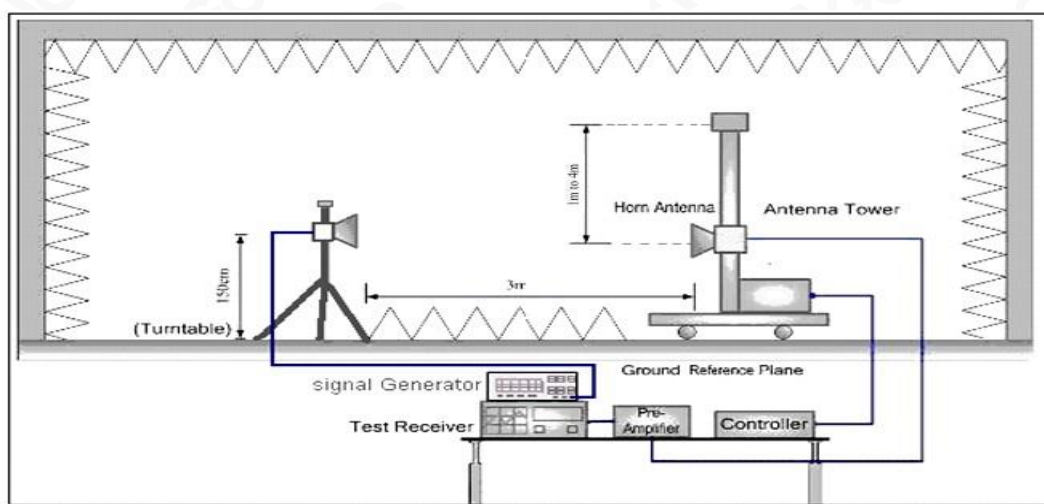 1m to 4m
Horn Antenna
Antenna Tower
150cm
3m
(Turntable)
Ground Reference Plane
signal Generator
Test Receiver
Pre-
Amplifier
Controller